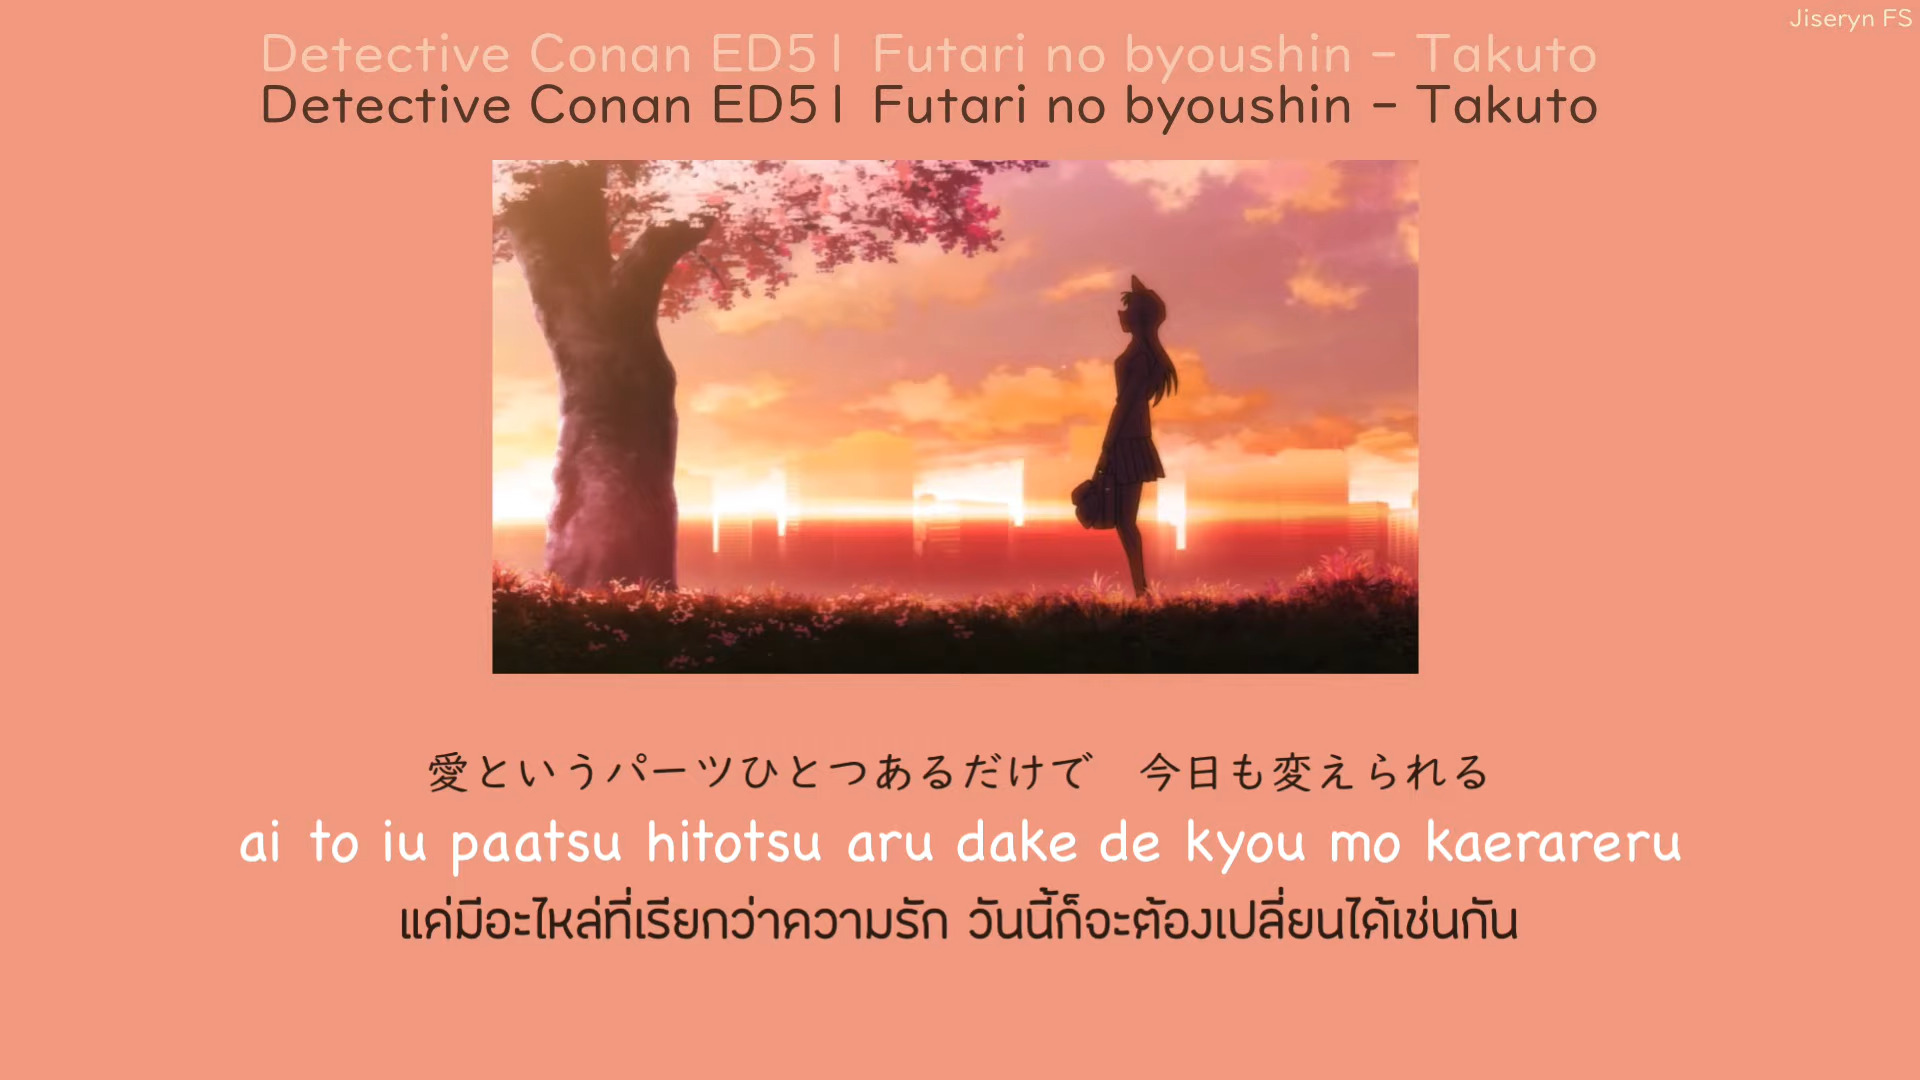 Jiseryn FS
Detective Conan ED51 Futari no byoushin - Takuto
Detective Conan ED51 Futari no byoushin - Takuto
愛というパーツひとつあるだけで　今日も変えられる
ai to iu paatsu hitotsu aru dake de kyou mo kaerareru
แค่มีอะไหล่ที่เรียกว่าความรัก วันนี้ก็จะต้องเปลี่ยนได้เช่นกัน